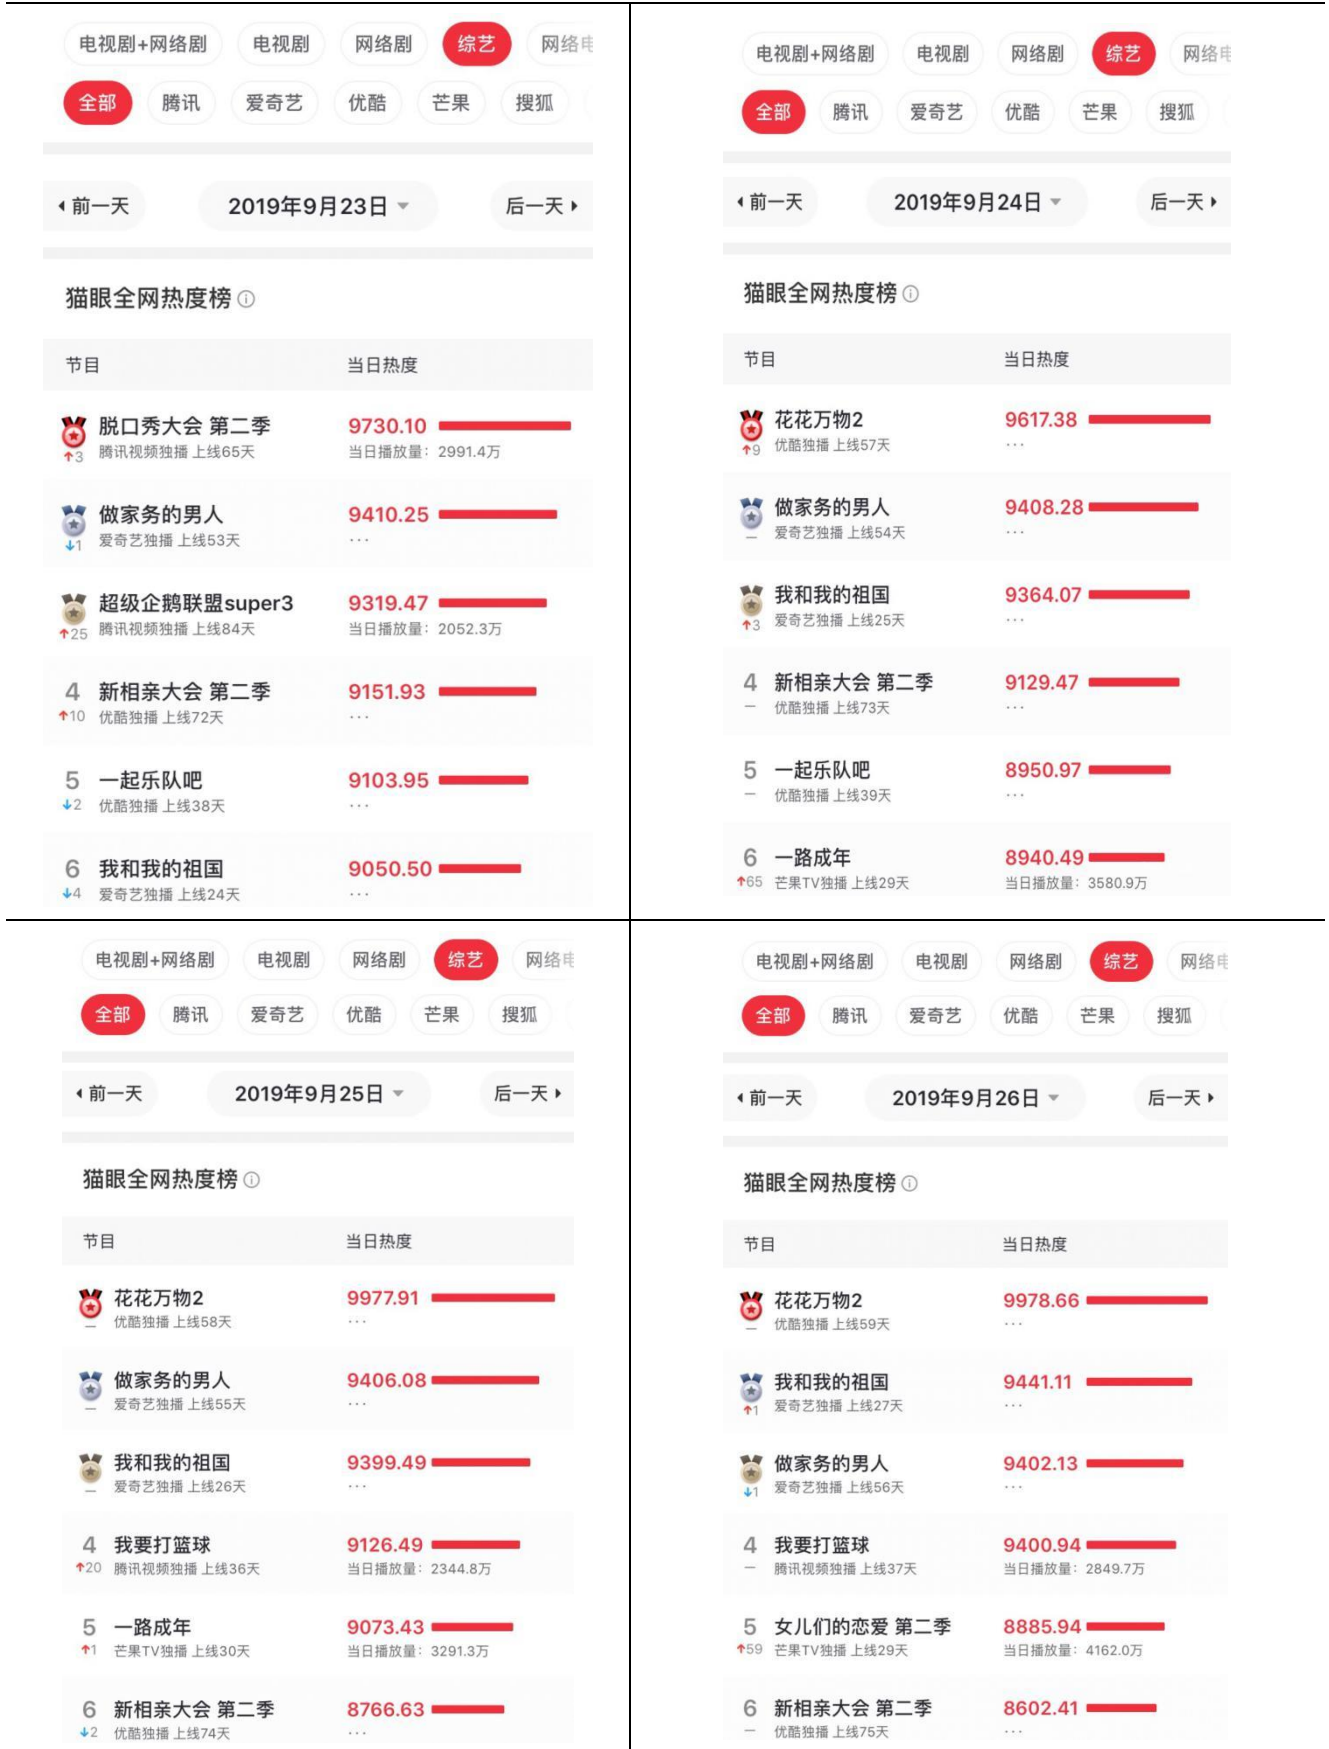 电视剧+网络剧 电视剧 网络剧 综艺 网络电
全部 腾讯 爱奇艺 优酷 芒果 搜狐
前一天 2019年9月23日 后一天
猫眼全网热度榜
节目 当日热度
脱口秀大会 第二季 9730.10
↑3 腾讯视频独播 上线65天 当日播放量：2991.4万
做家务的男人 9410.25
↓1 爱奇艺独播 上线53天 ...
超级企鹅联盟super3 9319.47
↑25 腾讯视频独播 上线84天 当日播放量：2052.3万
4 新相亲大会 第二季 9151.93
↑10 优酷独播 上线72天 ...
5 一起乐队吧 9103.95
↓2 优酷独播 上线38天 ...
6 我和我的祖国 9050.50
↓4 爱奇艺独播 上线24天 ...
电视剧+网络剧 电视剧 网络剧 综艺 网络电
全部 腾讯 爱奇艺 优酷 芒果 搜狐
前一天 2019年9月24日 后一天
猫眼全网热度榜
节目 当日热度
花花万物2 9617.38
↑9 优酷独播 上线57天 ...
做家务的男人 9408.28
— 爱奇艺独播 上线54天 ...
我和我的祖国 9364.07
↑3 爱奇艺独播 上线25天 ...
4 新相亲大会 第二季 9129.47
— 优酷独播 上线73天 ...
5 一起乐队吧 8950.97
— 优酷独播 上线39天 ...
6 一路成年 8940.49
↑65 芒果TV独播 上线29天 当日播放量：3580.9万
电视剧+网络剧 电视剧 网络剧 综艺 网络电
全部 腾讯 爱奇艺 优酷 芒果 搜狐
前一天 2019年9月25日 后一天
猫眼全网热度榜
节目 当日热度
花花万物2 9977.91
— 优酷独播 上线58天 ...
做家务的男人 9406.08
— 爱奇艺独播 上线55天 ...
我和我的祖国 9399.49
— 爱奇艺独播 上线26天 ...
4 我要打篮球 9126.49
↑20 腾讯视频独播 上线36天 当日播放量：2344.8万
5 一路成年 9073.43
↑1 芒果TV独播 上线30天 当日播放量：3291.3万
6 新相亲大会 第二季 8766.63
↓2 优酷独播 上线74天 ...
电视剧+网络剧 电视剧 网络剧 综艺 网络电
全部 腾讯 爱奇艺 优酷 芒果 搜狐
前一天 2019年9月26日 后一天
猫眼全网热度榜
节目 当日热度
花花万物2 9978.66
— 优酷独播 上线59天 ...
我和我的祖国 9441.11
↑1 爱奇艺独播 上线27天 ...
做家务的男人 9402.13
↓1 爱奇艺独播 上线56天 ...
4 我要打篮球 9400.94
— 腾讯视频独播 上线37天 当日播放量：2849.7万
5 女儿们的恋爱 第二季 8885.94
↑59 芒果TV独播 上线29天 当日播放量：4162.0万
6 新相亲大会 第二季 8602.41
— 优酷独播 上线75天 ...